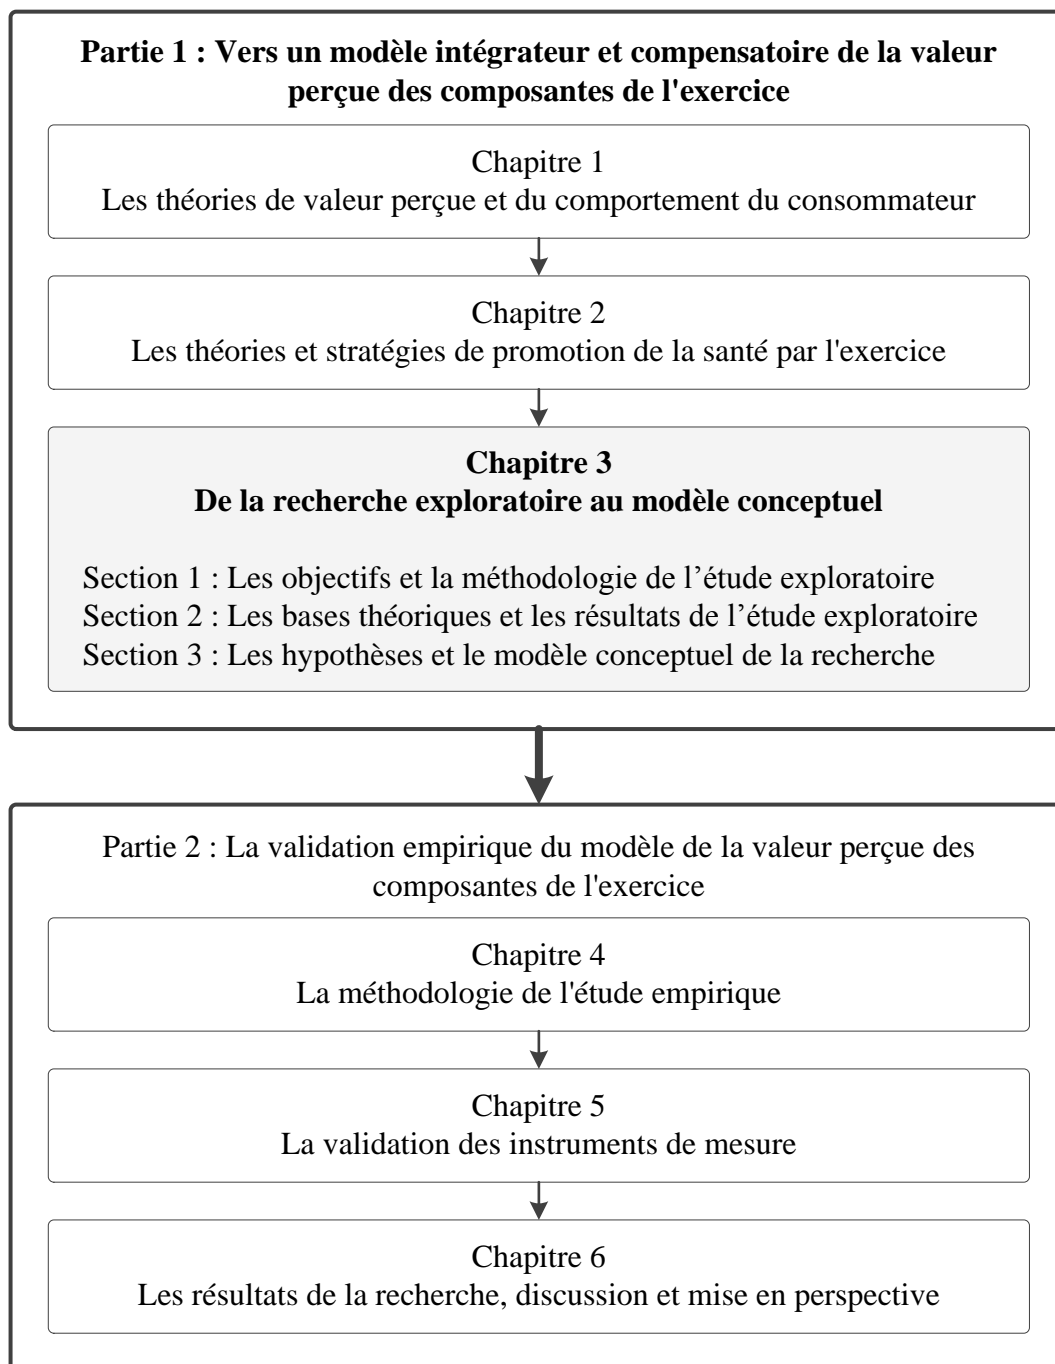 Partie 1 : Vers un modèle intégrateur et compensatoire de la valeur
perçue des composantes de l'exercice
Chapitre 1
Les théories de valeur perçue et du comportement du consommateur
Chapitre 2
Les théories et stratégies de promotion de la santé par l'exercice
Chapitre 3
De la recherche exploratoire au modèle conceptuel
Section 1 : Les objectifs et la méthodologie de l’étude exploratoire
Section 2 : Les bases théoriques et les résultats de l’étude exploratoire
Section 3 : Les hypothèses et le modèle conceptuel de la recherche
Partie 2 : La validation empirique du modèle de la valeur perçue des
composantes de l'exercice
Chapitre 4
La méthodologie de l'étude empirique
Chapitre 5
La validation des instruments de mesure
Chapitre 6
Les résultats de la recherche, discussion et mise en perspective